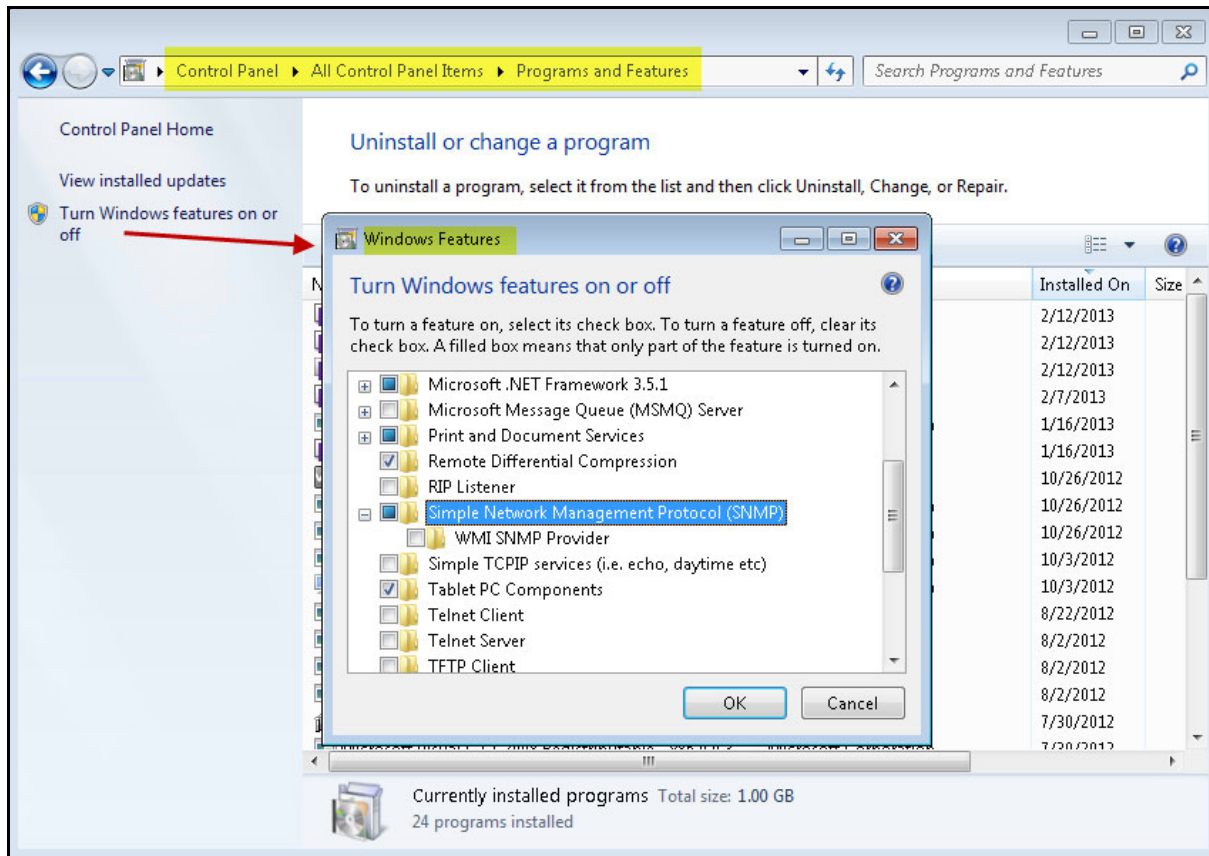 Control Panel All Control Panel Items Programs and Features
Search Programs and Features
Control Panel Home
View installed updates
Turn Windows features on or
off
Uninstall or change a program
To uninstall a program, select it from the list and then click Uninstall, Change, or Repair.
Windows Features
Turn Windows features on or off
To turn a feature on, select its check box. To turn a feature off, clear its
check box. A filled box means that only part of the feature is turned on.
Microsoft .NET Framework 3.5.1
Microsoft Message Queue (MSMQ) Server
Print and Document Services
Remote Differential Compression
RIP Listener
Simple Network Management Protocol (SNMP)
WMI SNMP Provider
Simple TCPIP services (i.e. echo, daytime etc)
Tablet PC Components
Telnet Client
Telnet Server
TFTP Client
OK Cancel
Installed On Size
2/12/2013
2/12/2013
2/12/2013
2/7/2013
1/16/2013
1/16/2013
10/26/2012
10/26/2012
10/26/2012
10/3/2012
10/3/2012
8/22/2012
8/2/2012
8/2/2012
8/2/2012
7/30/2012
7/30/2012
Currently installed programs Total size: 1.00 GB
24 programs installed